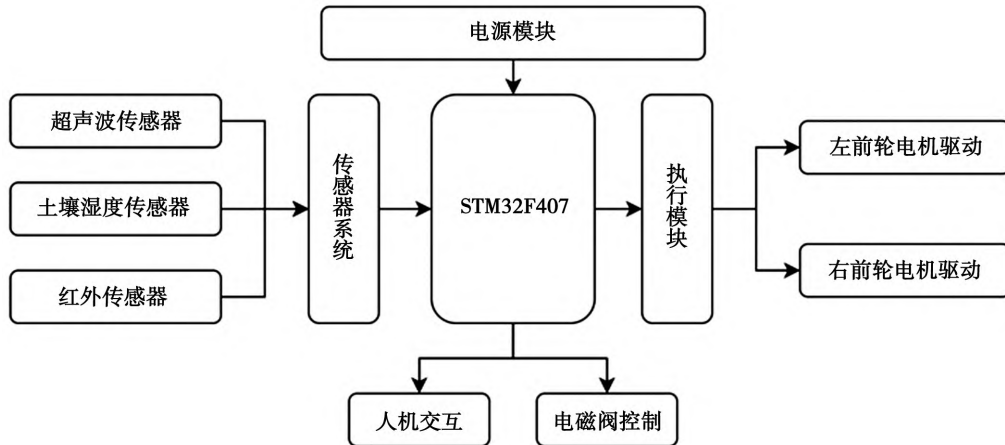 电源模块
超声波传感器
土壤湿度传感器
红外传感器
传感器系统
STM32F407
执行模块
左前轮电机驱动
右前轮电机驱动
人机交互
电磁阀控制